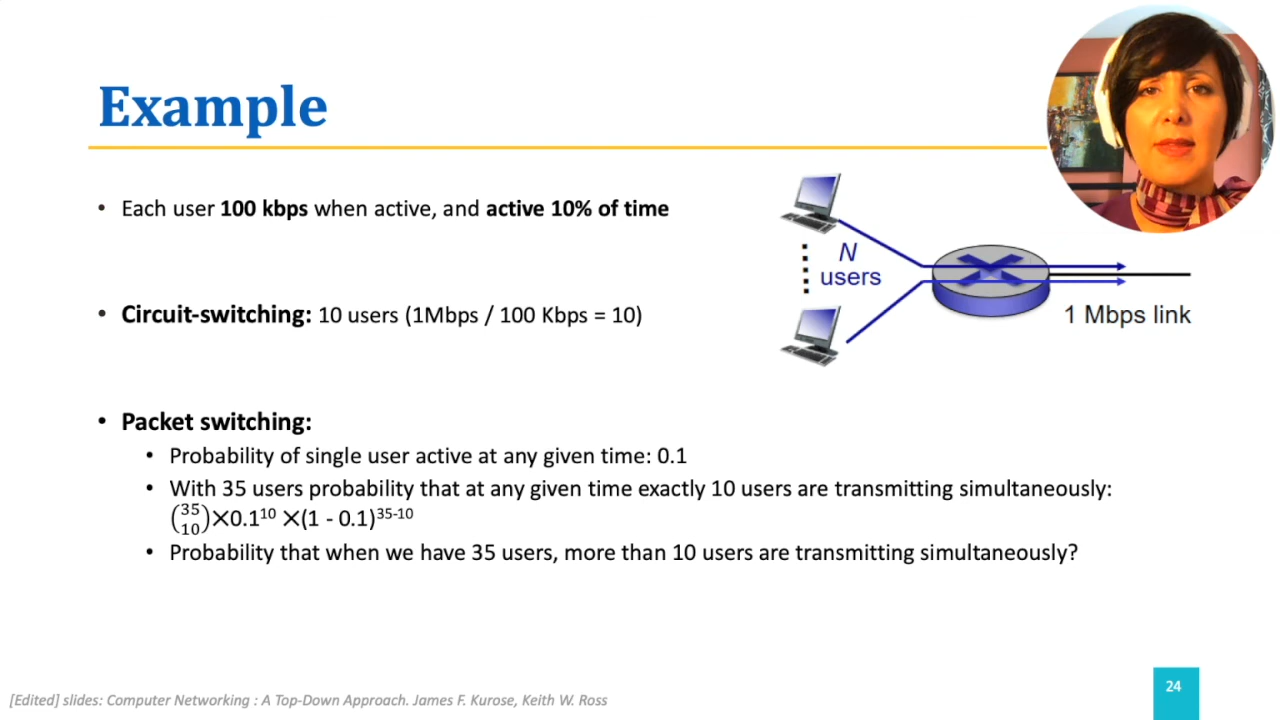 Example
• Each user 100 kbps when active, and active 10% of time
• Circuit-switching: 10 users (1Mbps / 100 Kbps = 10)
N
users
1 Mbps link
• Packet switching:
• Probability of single user active at any given time: 0.1
• With 35 users probability that at any given time exactly 10 users are transmitting simultaneously:
(35 10)×0.1¹⁰ ×(1 - 0.1)³⁵⁻¹⁰
• Probability that when we have 35 users, more than 10 users are transmitting simultaneously?
[Edited] slides: Computer Networking : A Top-Down Approach. James F. Kurose, Keith W. Ross
24